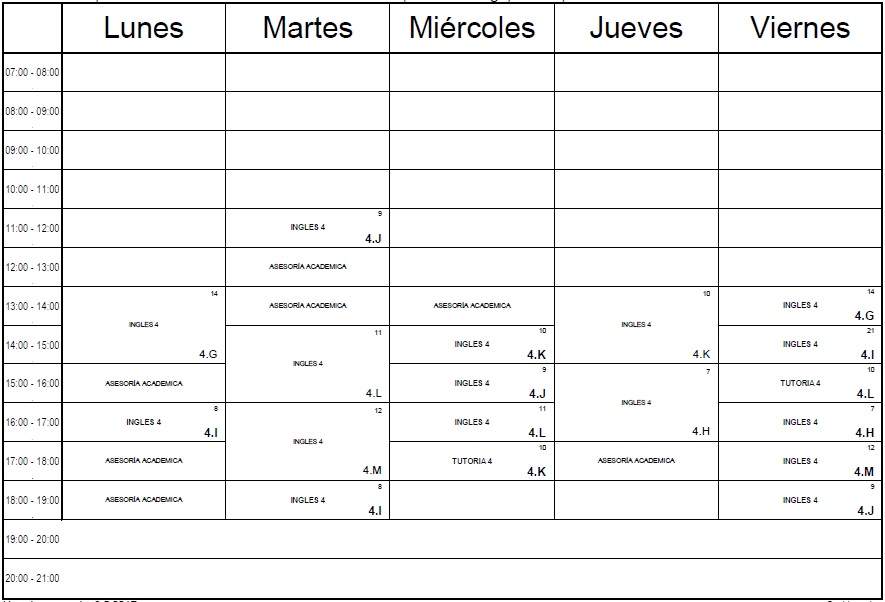 Lunes Martes Miércoles Jueves Viernes
07:00 - 08:00
08:00 - 09:00
09:00 - 10:00
10:00 - 11:00
11:00 - 12:00
9
INGLES 4
4.J
12:00 - 13:00
ASESORÍA ACADEMICA
13:00 - 14:00
14
INGLES 4
4.G
ASESORÍA ACADEMICA
ASESORÍA ACADEMICA
10
INGLES 4
4.K
14
INGLES 4
4.G
14:00 - 15:00
11
INGLES 4
4.L
10
INGLES 4
4.K
21
INGLES 4
4.I
15:00 - 16:00
ASESORÍA ACADEMICA
9
INGLES 4
4.J
7
INGLES 4
4.H
10
TUTORIA 4
4.L
16:00 - 17:00
8
INGLES 4
4.I
12
INGLES 4
4.M
11
INGLES 4
4.L
7
INGLES 4
4.H
17:00 - 18:00
ASESORÍA ACADEMICA
10
TUTORIA 4
4.K
ASESORÍA ACADEMICA
12
INGLES 4
4.M
18:00 - 19:00
ASESORÍA ACADEMICA
8
INGLES 4
4.I
9
INGLES 4
4.J
19:00 - 20:00
20:00 - 21:00